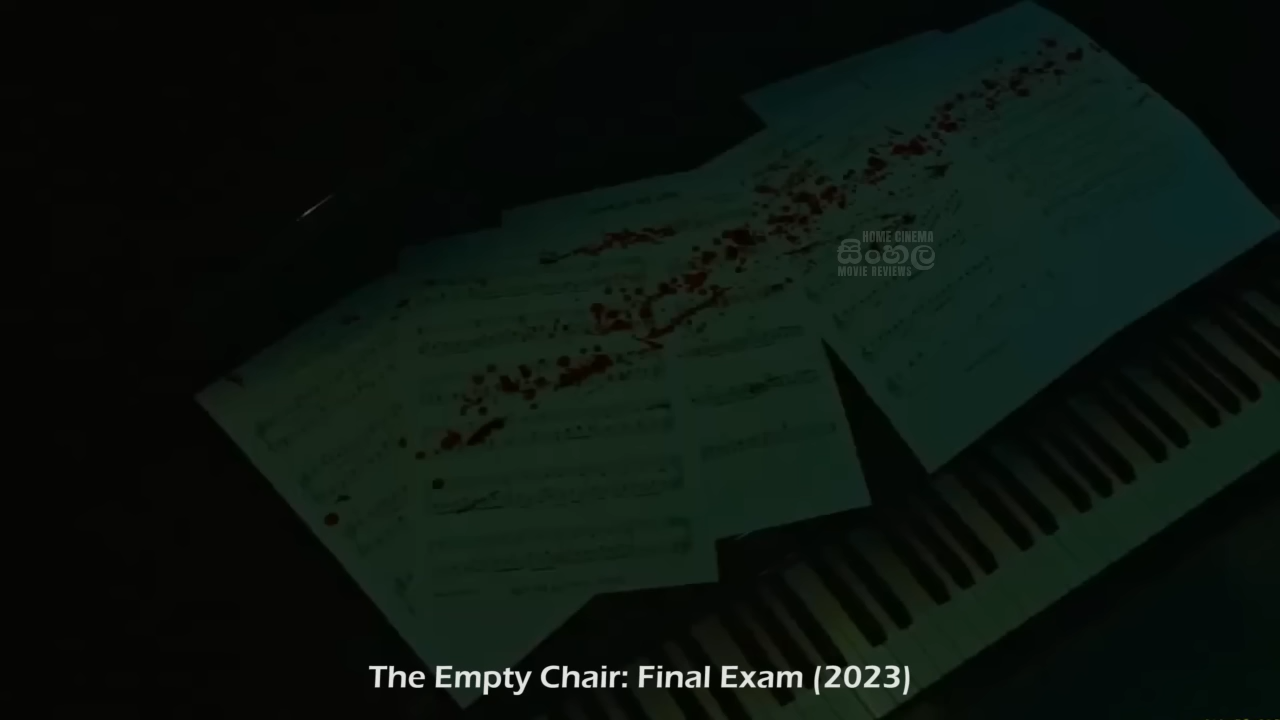 HOME CINEMA
සිංහල
MOVIE REVIEWS
The Empty Chair: Final Exam (2023)